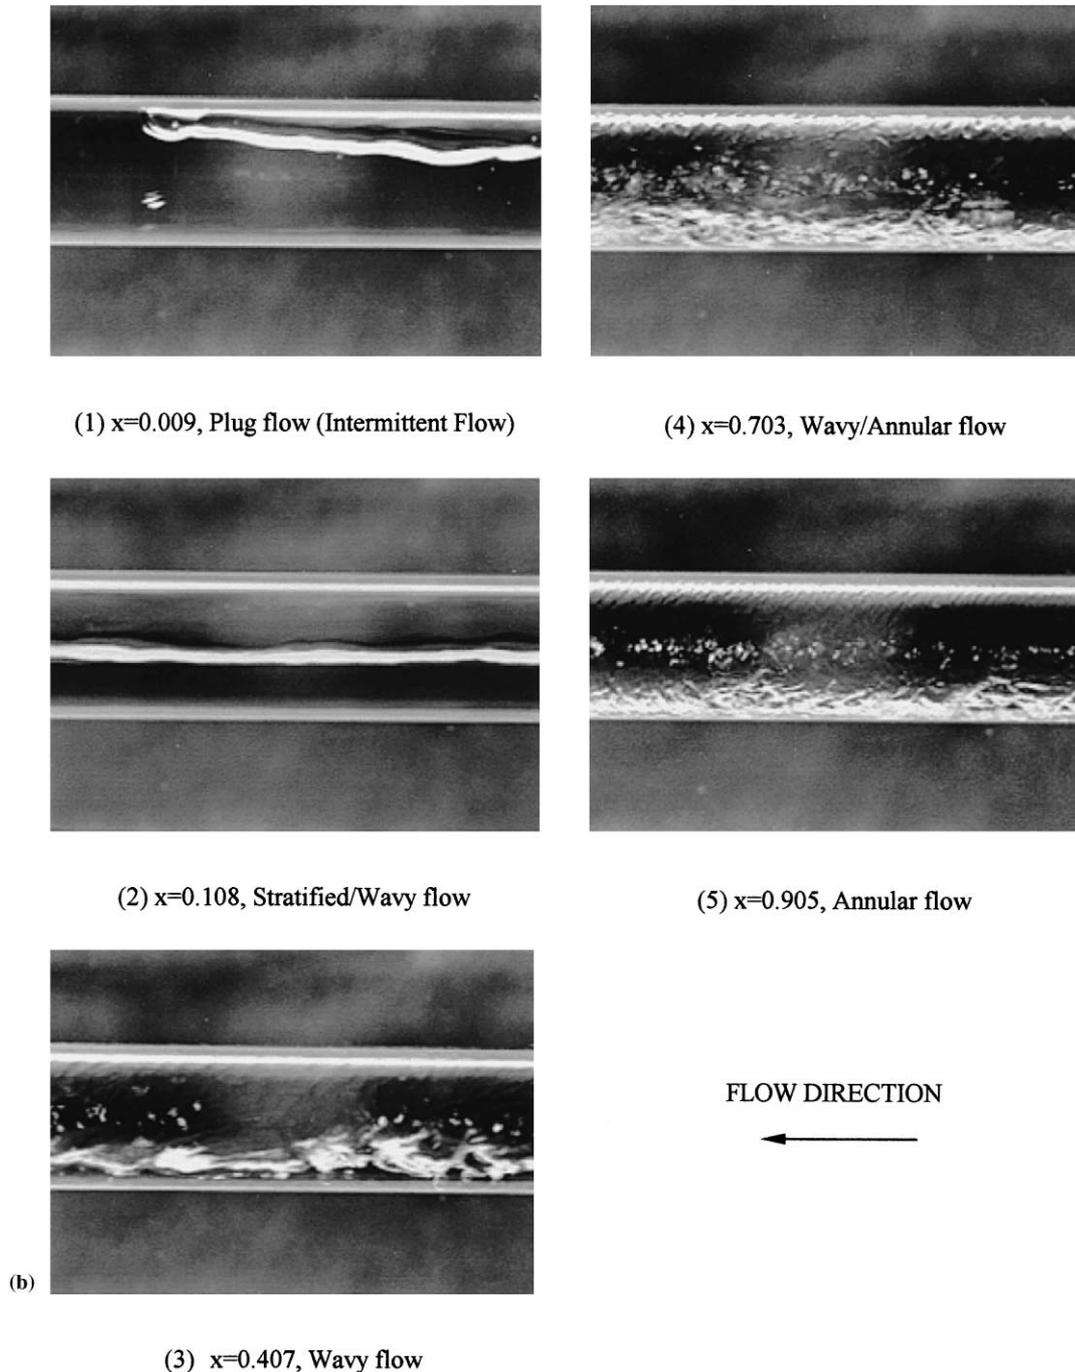 (1) x=0.009, Plug flow (Intermittent Flow)
(4) x=0.703, Wavy/Annular flow
(2) x=0.108, Stratified/Wavy flow
(5) x=0.905, Annular flow
FLOW DIRECTION
(b)
(3) x=0.407, Wavy flow